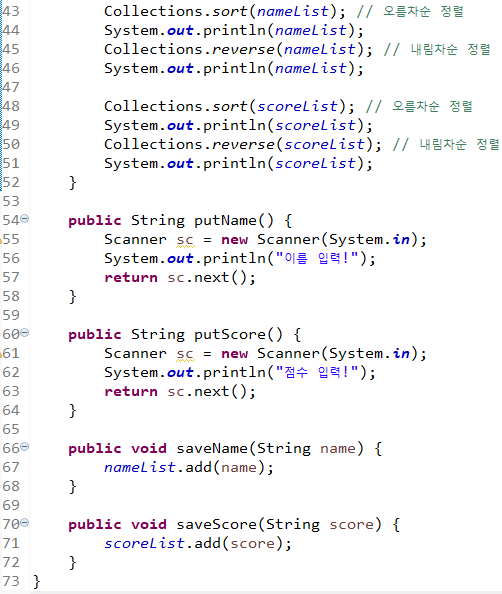 43 Collections.sort(nameList); // 오름차순 정렬
44 System.out.println(nameList);
45 Collections.reverse(nameList); // 내림차순 정렬
46 System.out.println(nameList);
47
48 Collections.sort(scoreList); // 오름차순 정렬
49 System.out.println(scoreList);
50 Collections.reverse(scoreList); // 내림차순 정렬
51 System.out.println(scoreList);
52 }
53
54 public String putName() {
55 Scanner sc = new Scanner(System.in);
56 System.out.println("이름 입력!");
57 return sc.next();
58 }
59
60 public String putScore() {
61 Scanner sc = new Scanner(System.in);
62 System.out.println("점수 입력!");
63 return sc.next();
64 }
65
66 public void saveName(String name) {
67 nameList.add(name);
68 }
69
70 public void saveScore(String score) {
71 scoreList.add(score);
72 }
73 }